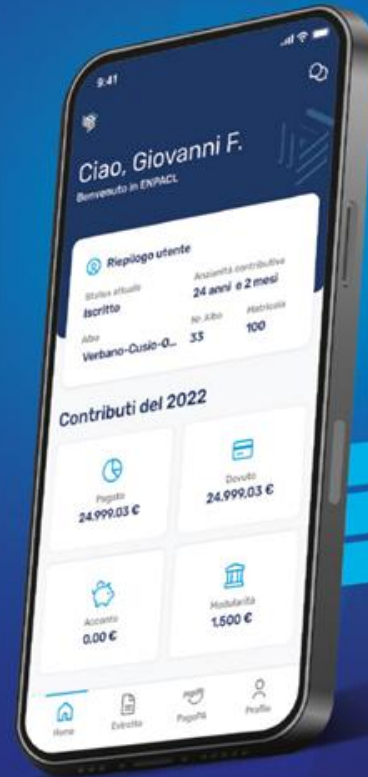 9:41
Ciao, Giovanni F.
Benvenuto in ENPACL
Riepilogo utente
Status attuale
Iscritto
Anzianità contributiva
24 anni e 2 mesi
Albo
Verbano-Cusio-O...
Nr. Albo
33
Matricola
100
Contributi del 2022
Pagato
24.999.03 €
Dovuto
24.999.03 €
Acconto
0.00 €
Modularità
1.500 €
Home
Estratto
PagoPA
PagoPA
Profilo